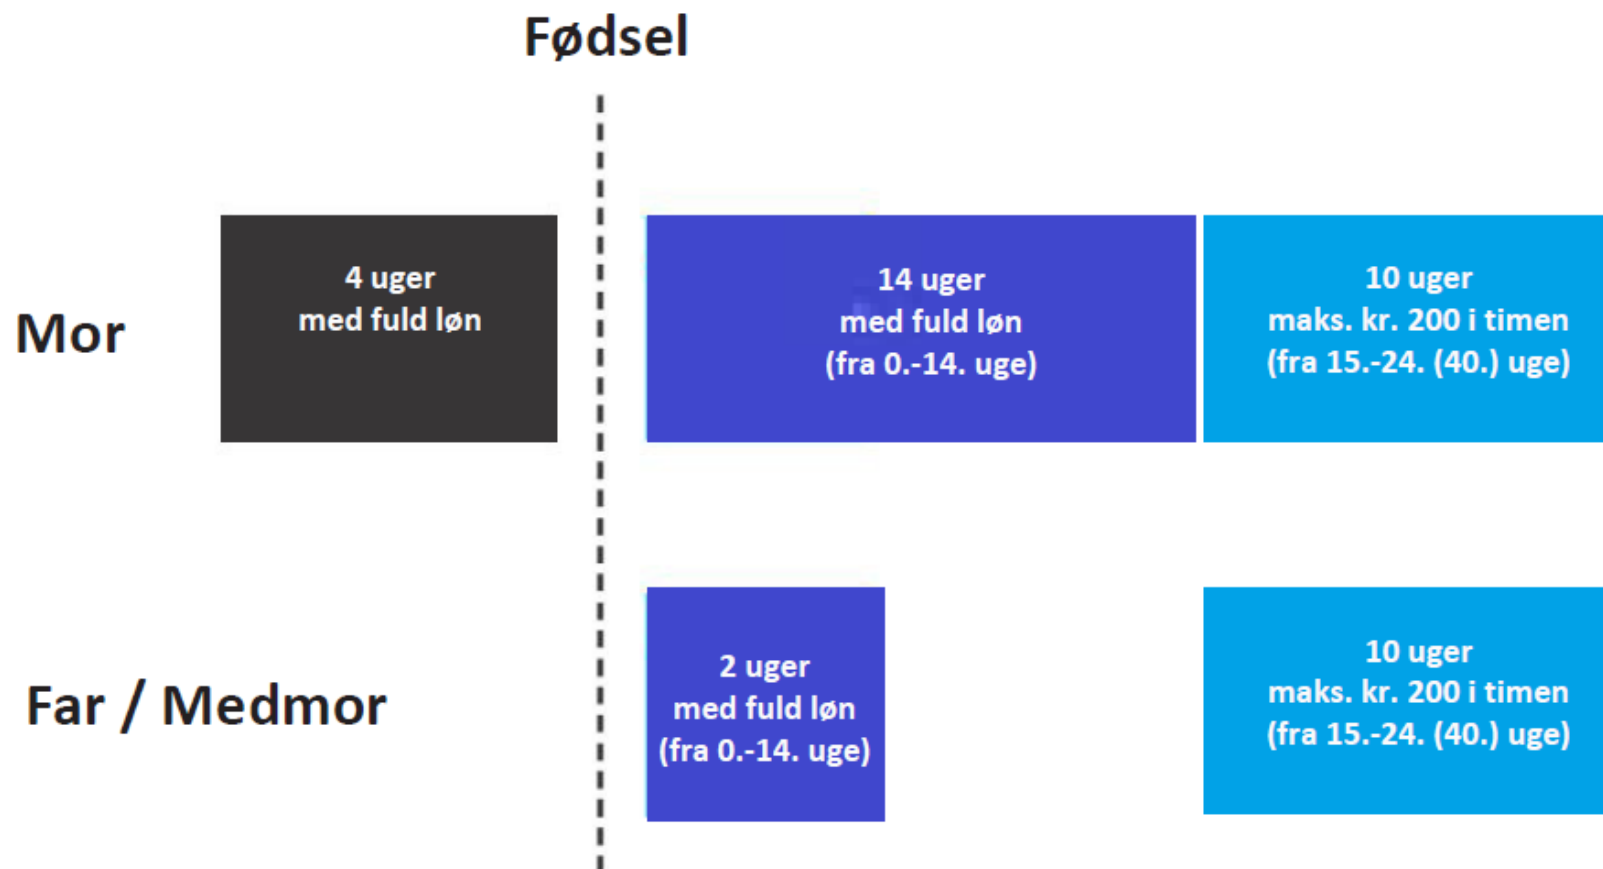 Fødsel
Mor
4 uger
med fuld løn
14 uger
med fuld løn
(fra 0.-14. uge)
10 uger
maks. kr. 200 i timen
(fra 15.-24. (40.) uge)
Far / Medmor
2 uger
med fuld løn
(fra 0.-14. uge)
10 uger
maks. kr. 200 i timen
(fra 15.-24. (40.) uge)